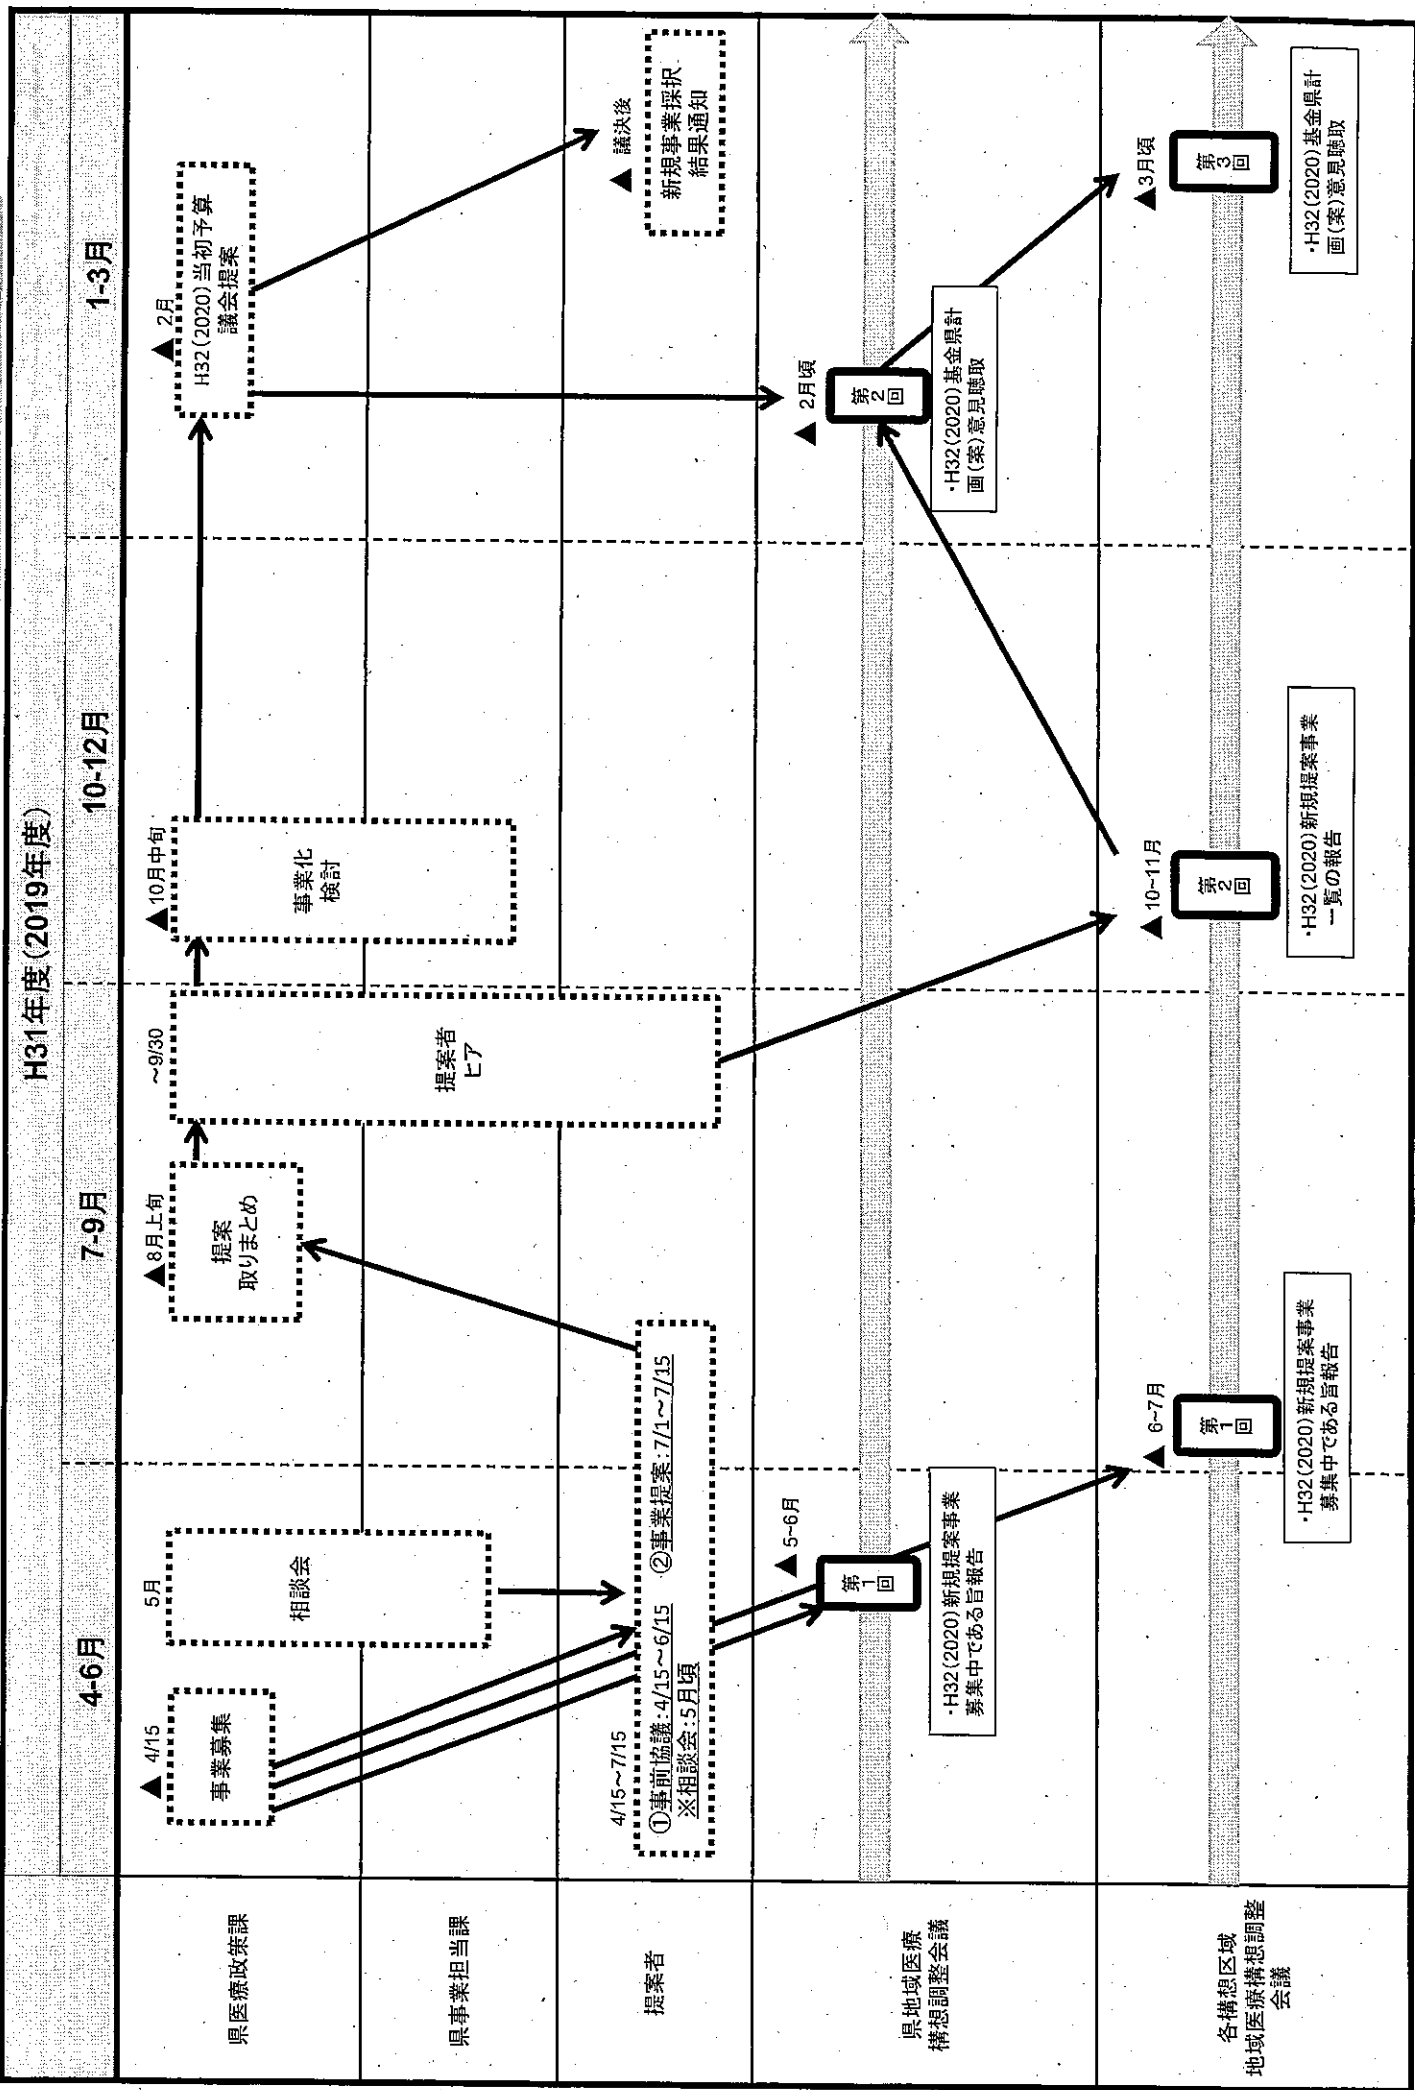 H31年度(2019年度)
4-6月
7-9月
10-12月
1-3月
県医療政策課
▲ 4/15
事業募集
5月
相談会
▲8月上旬
提案
取りまとめ
～9/30
提案者
ヒア
▲10月中旬
事業化
検討
▲ 2月
H32(2020)当初予算
議会提案
県事業担当課
提案者
4/15～7/15
①事前協議:4/15～6/15 ②事業提案:7/1～7/15
※相談会:5月頃
▲ 議決後
新規事業採択
結果通知
県地域医療
構想調整会議
▲ 5~6月
第
1
回
・H32(2020)新規提案事業
募集中である旨報告
▲ 2月頃
第
2
回
・H32(2020)基金県計
画(案)意見聴取
各構想区域
地域医療構想調整
会議
▲ 6~7月
第
1
回
・H32(2020)新規提案事業
募集中である旨報告
▲ 10~11月
第
2
回
・H32(2020)新規提案事業
一覧の報告
▲3月頃
第
3
回
・H32(2020)基金県計
画(案)意見聴取